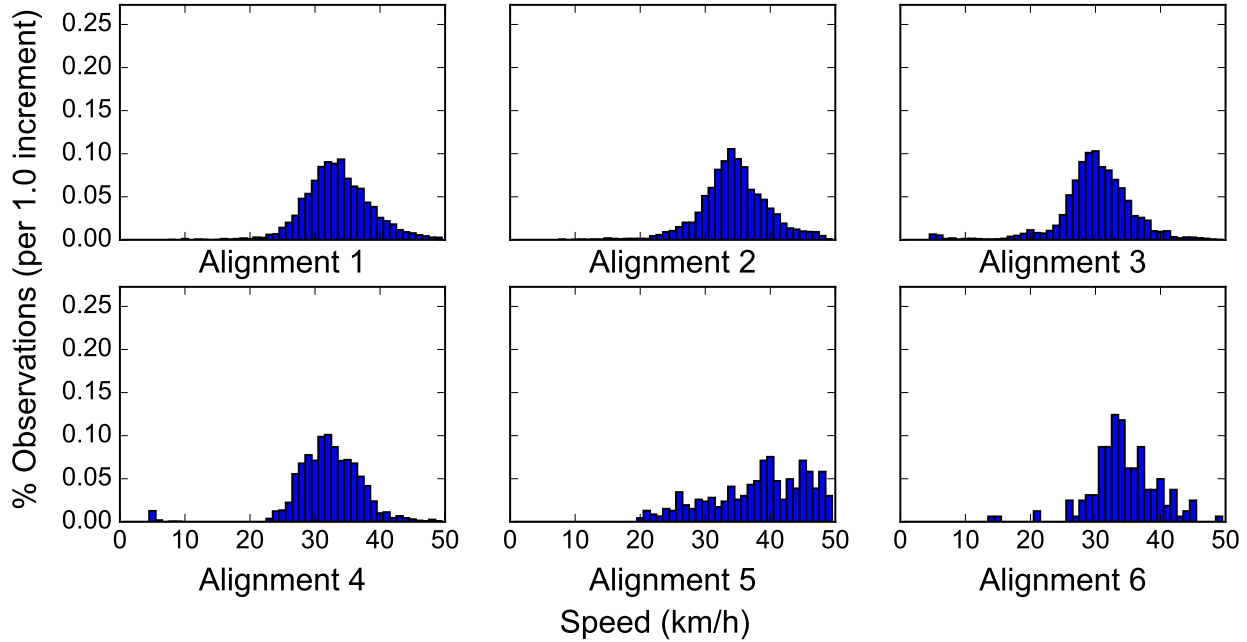 % Observations (per 1.0 increment)
0.25
0.20
0.15
0.10
0.05
0.00
Alignment 1
Alignment 2
Alignment 3
0.25
0.20
0.15
0.10
0.05
0.00
0 10 20 30 40 50
0 10 20 30 40 50
0 10 20 30 40 50
Alignment 4
Alignment 5
Alignment 6
Speed (km/h)